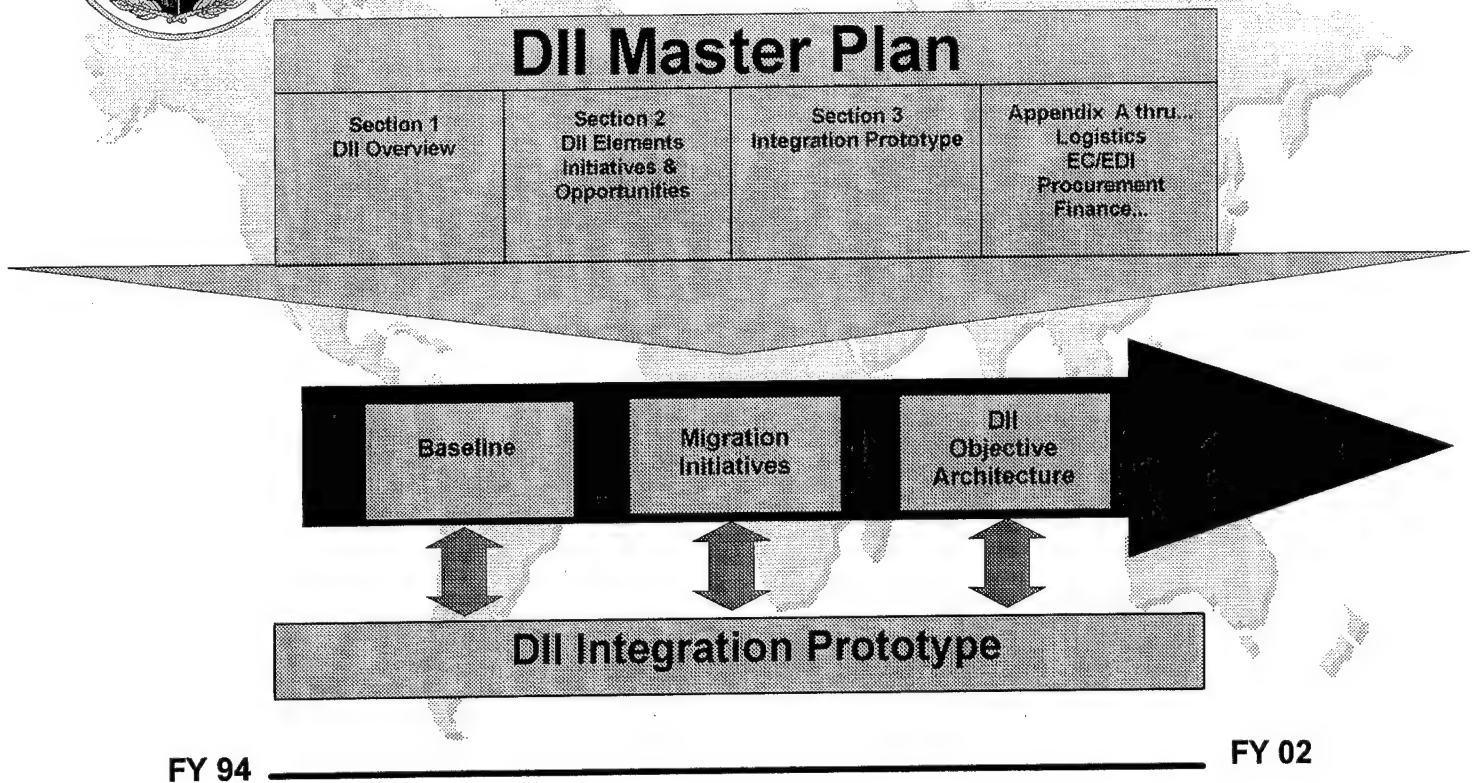 DII Master Plan
Section 1
DII Overview
Section 2
DII Elements
Initiatives &
Opportunities
Section 3
Integration Prototype
Appendix A thru...
Logistics
EC/EDI
Procurement
Finance...
Baseline
Migration
Initiatives
DII
Objective
Architecture
DII Integration Prototype
FY 94
FY 02